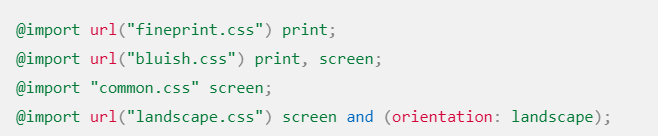 @import url("fineprint.css") print;
@import url("bluish.css") print, screen;
@import "common.css" screen;
@import url("landscape.css") screen and (orientation: landscape);